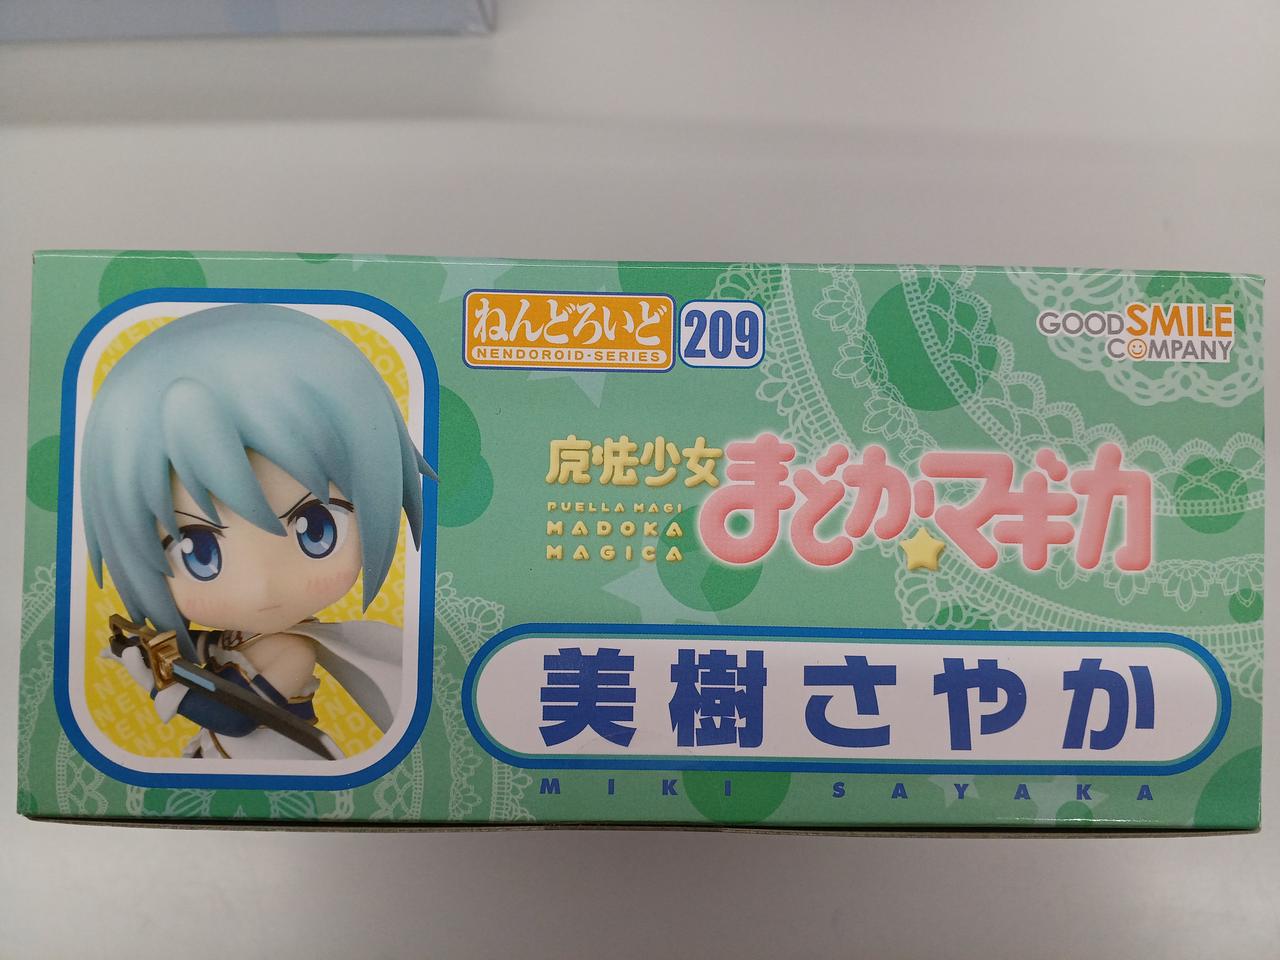 ねんどろいど
NENDOROID·SERIES
209
GOOD SMILE
COMPANY
魔法少女
まどか☆マギカ
PUELLA MAGI
MADOKA
MAGICA
美樹さやか
MIKI SAYAKA